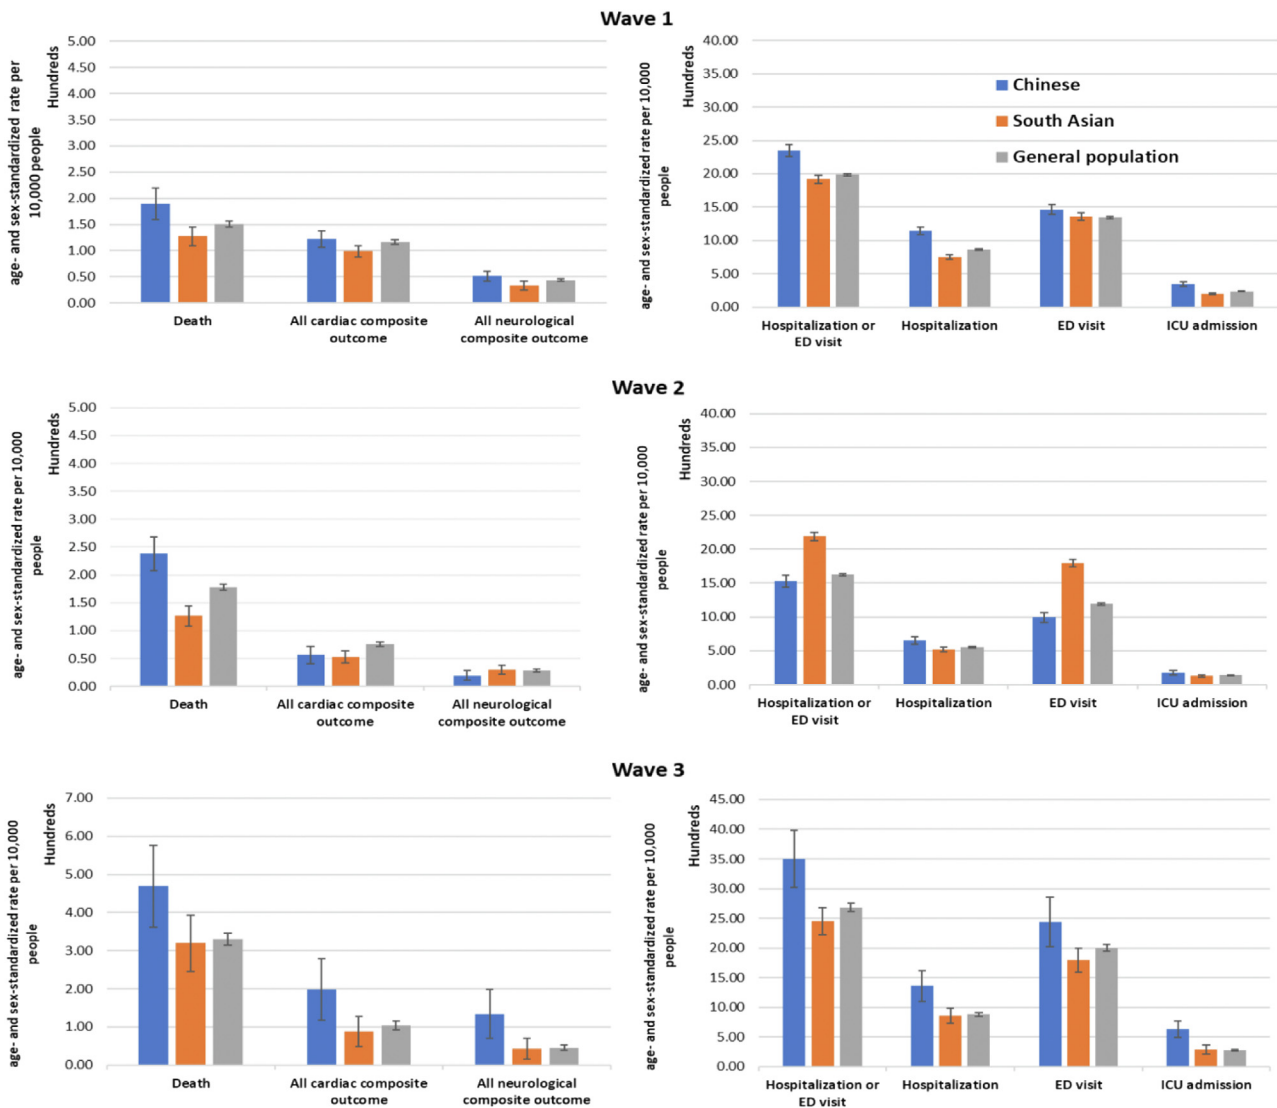 Wave 1
age- and sex-standardized rate per
10,000 people
Hundreds
5.00
4.50
4.00
3.50
3.00
2.50
2.00
1.50
1.00
0.50
0.00
Death
All cardiac composite
outcome
All neurological
composite outcome
age- and sex-standardized rate per 10,000
people
Hundreds
40.00
35.00
30.00
25.00
20.00
15.00
10.00
5.00
0.00
Chinese
South Asian
General population
Hospitalization or
ED visit
Hospitalization
ED visit
ICU admission
Wave 2
age- and sex-standardized rate per 10,000
people
Hundreds
5.00
4.50
4.00
3.50
3.00
2.50
2.00
1.50
1.00
0.50
0.00
Death
All cardiac composite
outcome
All neurological
composite outcome
age- and sex-standardized rate per 10,000
people
Hundreds
40.00
35.00
30.00
25.00
20.00
15.00
10.00
5.00
0.00
Hospitalization or
ED visit
Hospitalization
ED visit
ICU admission
Wave 3
age- and sex-standardized rate per 10,000
people
Hundreds
7.00
6.00
5.00
4.00
3.00
2.00
1.00
0.00
Death
All cardiac composite
outcome
All neurological
composite outcome
age- and sex-standardized rate per 10,000
people
Hundreds
45.00
40.00
35.00
30.00
25.00
20.00
15.00
10.00
5.00
0.00
Hospitalization or
ED visit
Hospitalization
ED visit
ICU admission